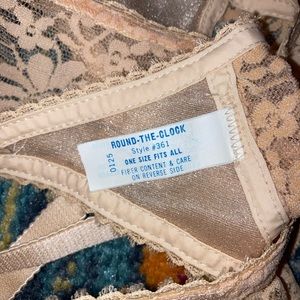 ROUND-THE-CLOCK
Style #361
ONE SIZE FITS ALL
FIBER CONTENT & CARE
ON REVERSE SIDE
0125